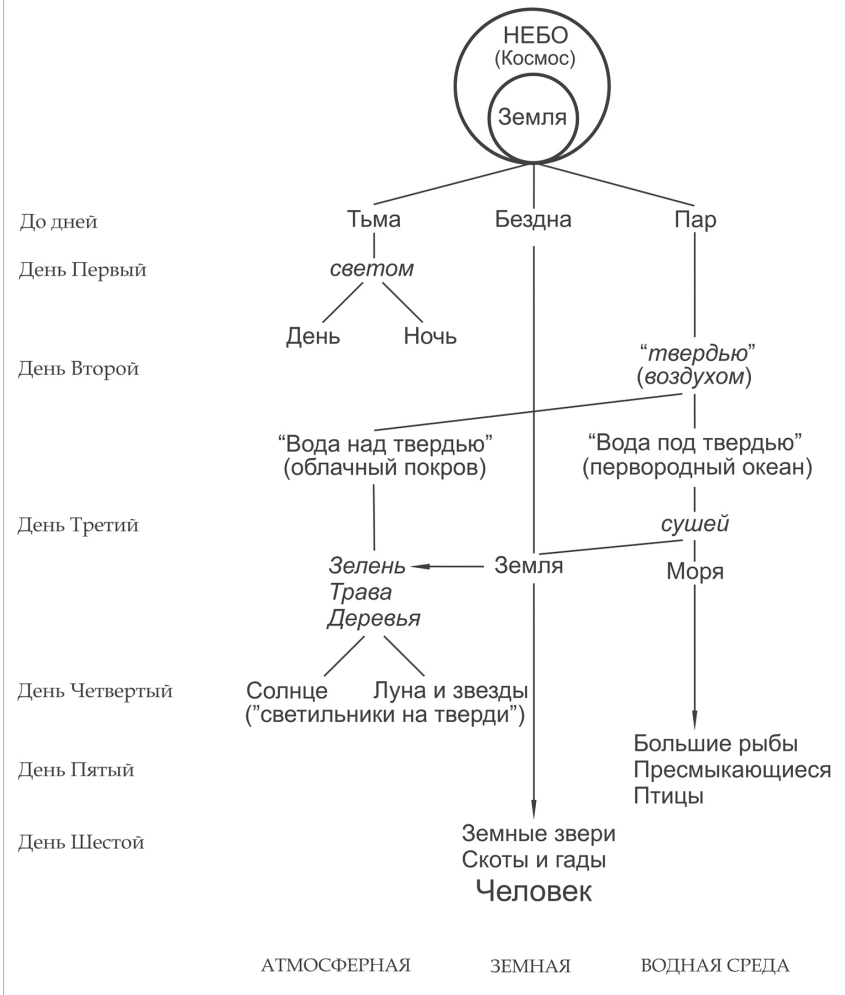 НЕБО
(Космос)
Земля
До дней
Тьма
Бездна
Пар
День Первый
светом
День
Ночь
День Второй
“твердью”
(воздухом)
“Вода над твердью”
(облачный покров)
“Вода под твердью”
(первородный океан)
День Третий
сушей
Зелень
Трава
Деревья
Земля
Моря
День Четвертый
Солнце
Луна и звезды
(”светильники на тверди”)
День Пятый
Большие рыбы
Пресмыкающиеся
Птицы
День Шестой
Земные звери
Скоты и гады
Человек
АТМОСФЕРНАЯ
ЗЕМНАЯ
ВОДНАЯ СРЕДА